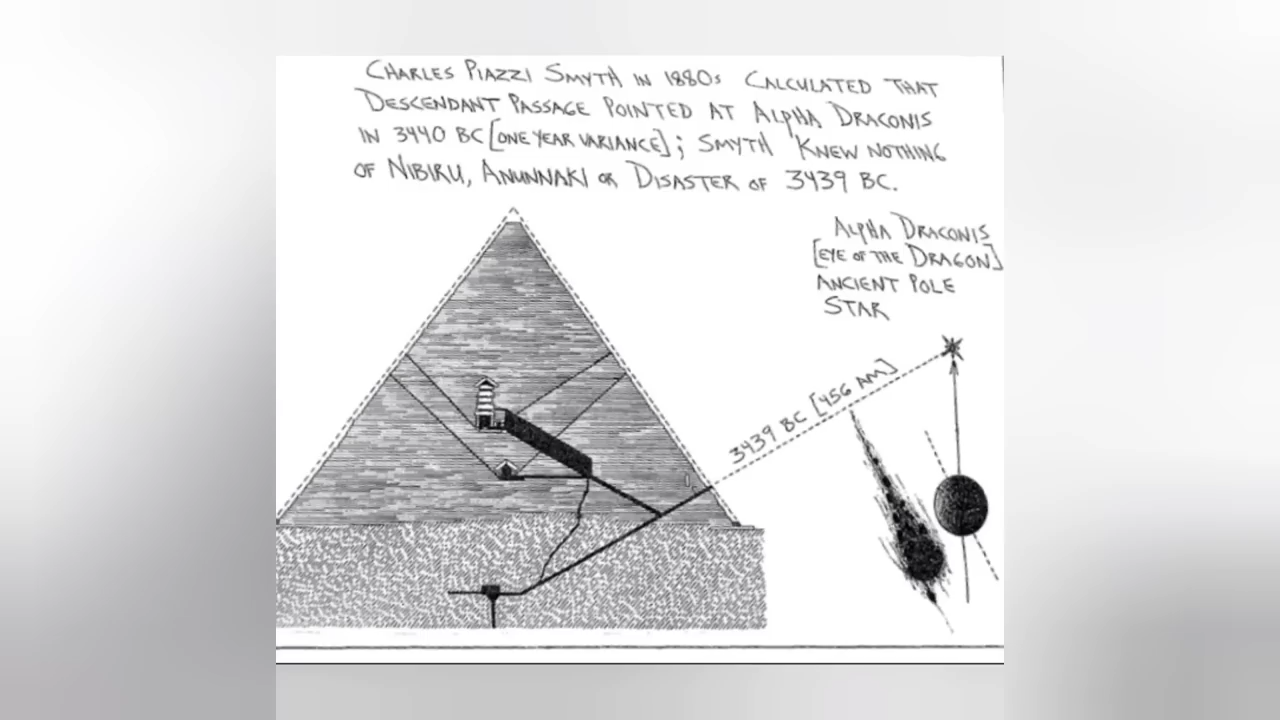 CHARLES PIAZZI SMYTH IN 1880s CALCULATED THAT
DESCENDANT PASSAGE POINTED AT ALPHA DRACONIS
IN 3440 BC [ONE YEAR VARIANCE]; SMYTH KNEW NOTHING
OF NIBIRU, ANUNNAKI OR DISASTER OF 3439 BC.
ALPHA DRACONIS
[EYE OF THE DRAGON]
ANCIENT POLE
STAR
3439 BC [456 AM]